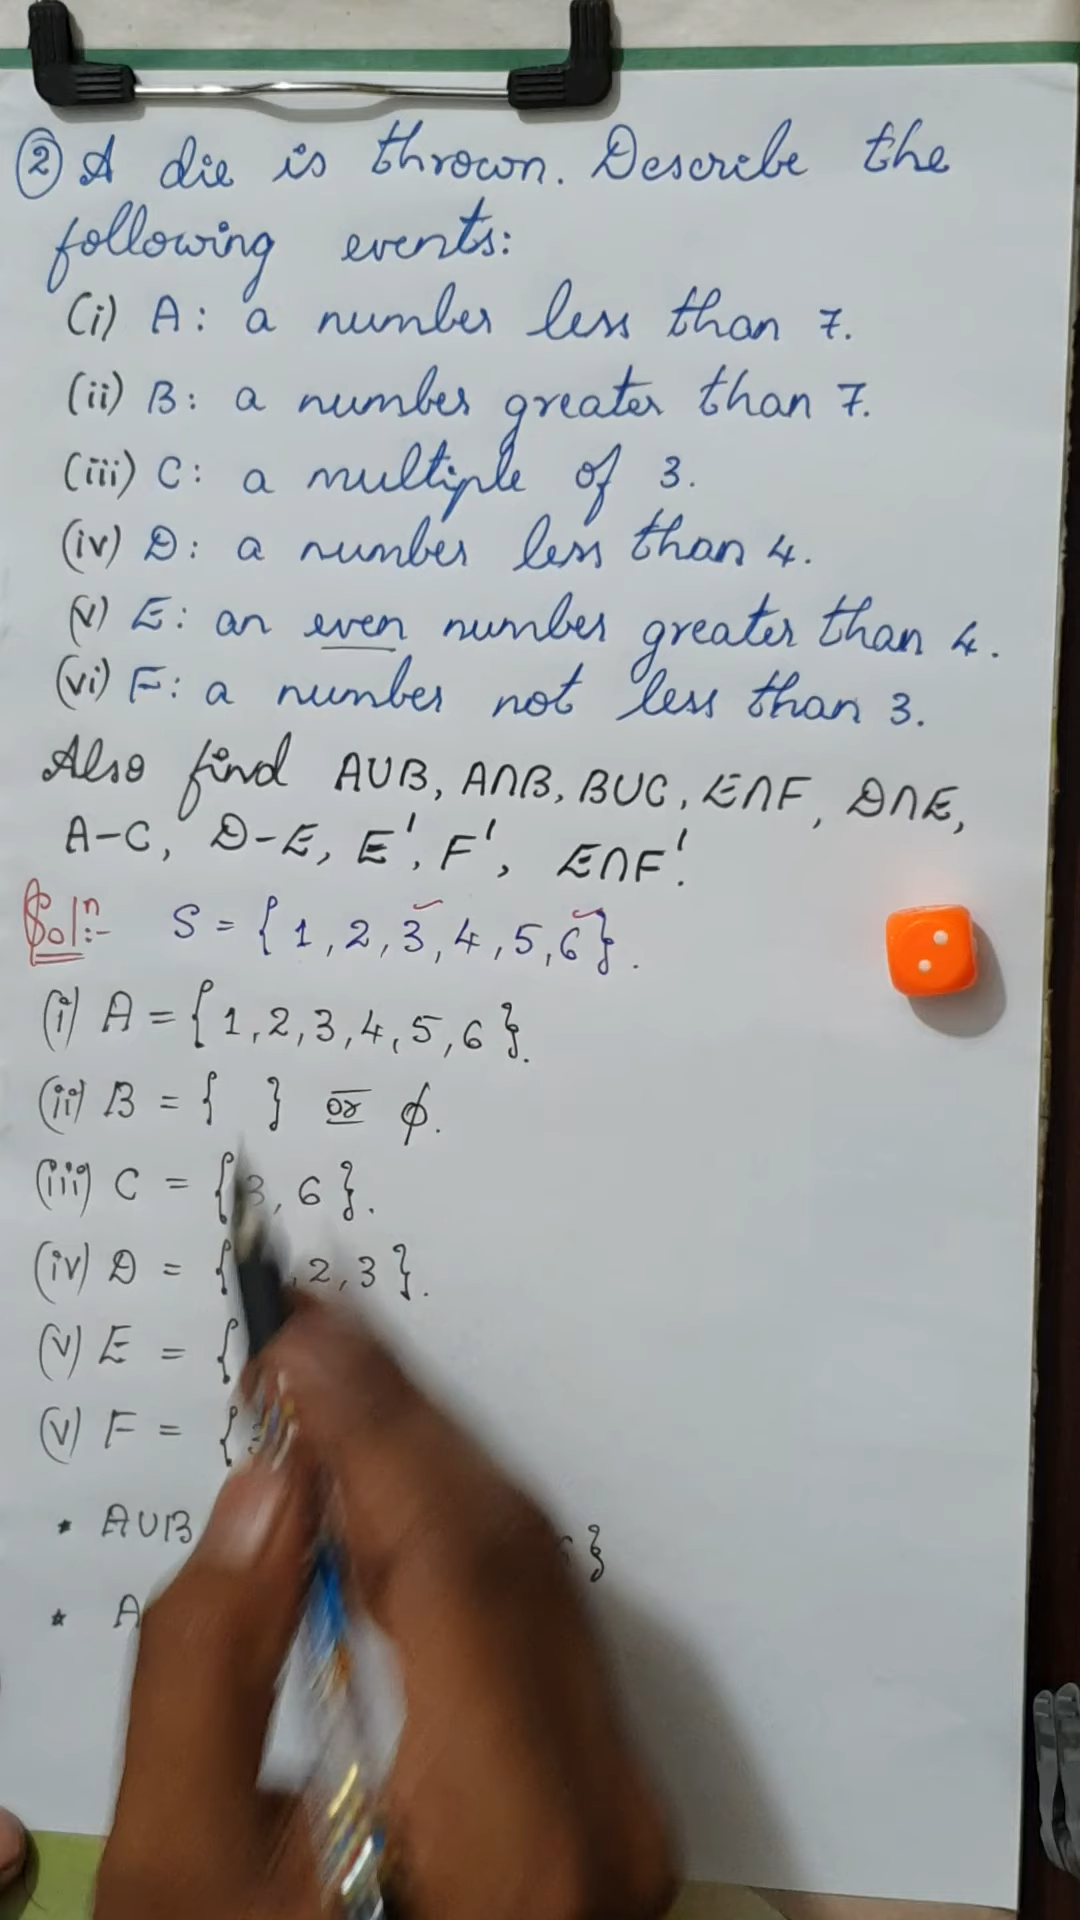 ② A die is thrown. Describe the
following events:
(i) A: a number less than 7.
(ii) B: a number greater than 7.
(iii) C: a multiple of 3.
(iv) D: a number less than 4.
(v) E: an even number greater than 4.
(vi) F: a number not less than 3.
Also find A∪B, A∩B, B∪C, E∩F, D∩E,
A-C, D-E, E', F', E∩F'.
Solⁿ:- S = {1,2,3,4,5,6}.
(i) A = {1,2,3,4,5,6}.
(ii) B = { } or ϕ.
(iii) C = {3,6}.
(iv) D = { ,2,3}.
(v) E = {
(v) F = {
* A∪B 6}
* A